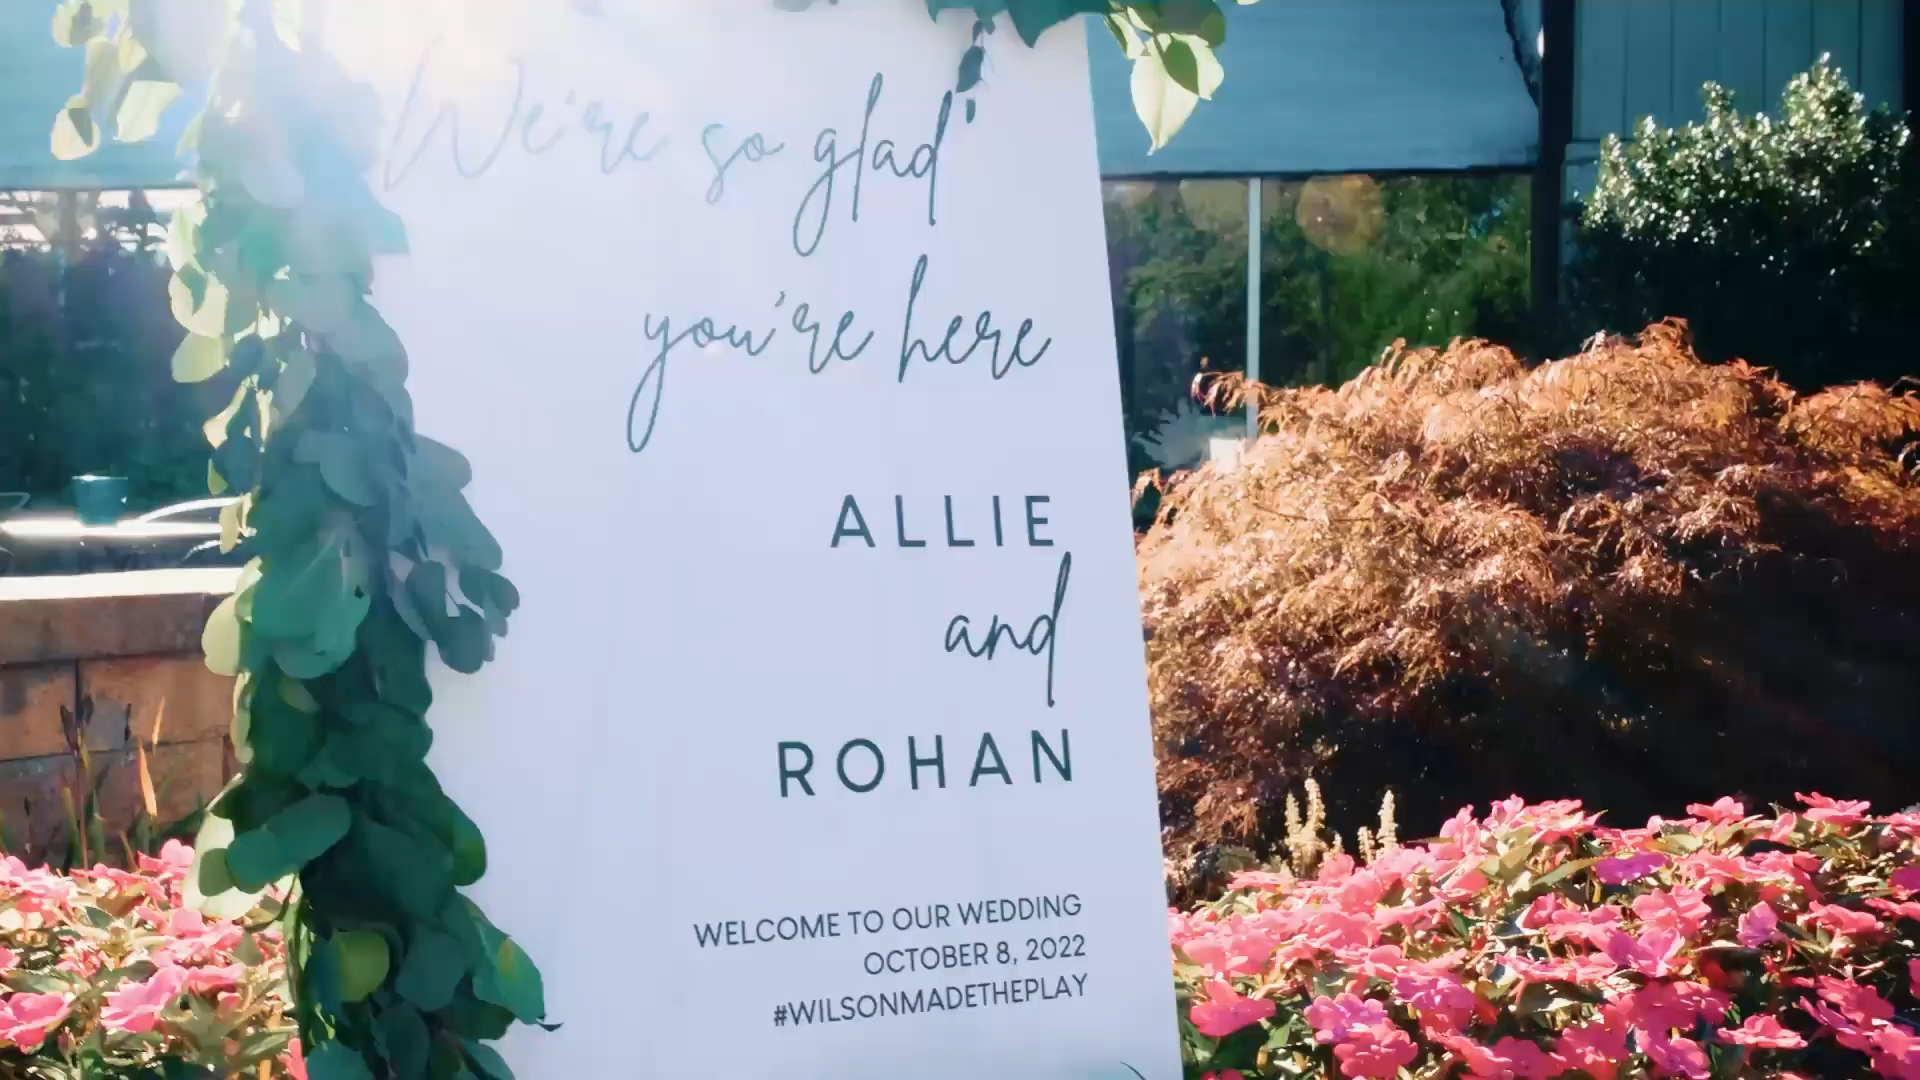 We're so glad
you're here
ALLIE
and
ROHAN
WELCOME TO OUR WEDDING
OCTOBER 8, 2022
#WILSONMADETHEPLAY